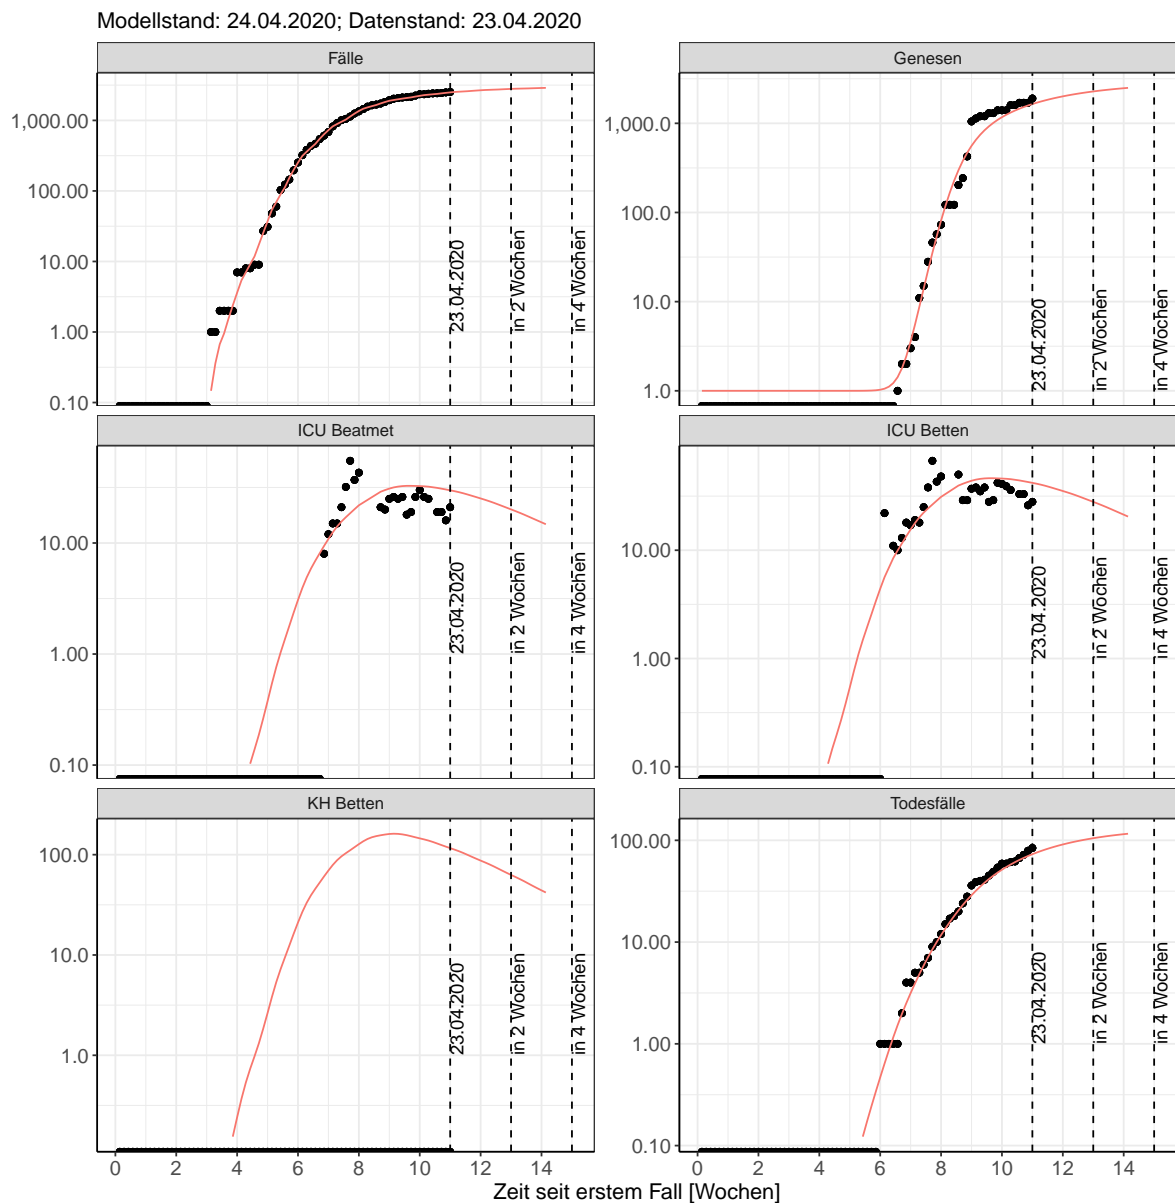 Modellstand: 24.04.2020; Datenstand: 23.04.2020
Fälle
Genesen
1,000.00
100.00
10.00
1.00
0.10
23.04.2020
in 2 Wochen
in 4 Wochen
1,000.0
100.0
10.0
1.0
23.04.2020
in 2 Wochen
in 4 Wochen
ICU Beatmet
ICU Betten
10.00
1.00
0.10
23.04.2020
in 2 Wochen
in 4 Wochen
10.00
1.00
0.10
23.04.2020
in 2 Wochen
in 4 Wochen
KH Betten
Todesfälle
100.0
10.0
1.0
23.04.2020
in 2 Wochen
in 4 Wochen
100.00
10.00
1.00
0.10
23.04.2020
in 2 Wochen
in 4 Wochen
0 2 4 6 8 10 12 14
0 2 4 6 8 10 12 14
Zeit seit erstem Fall [Wochen]